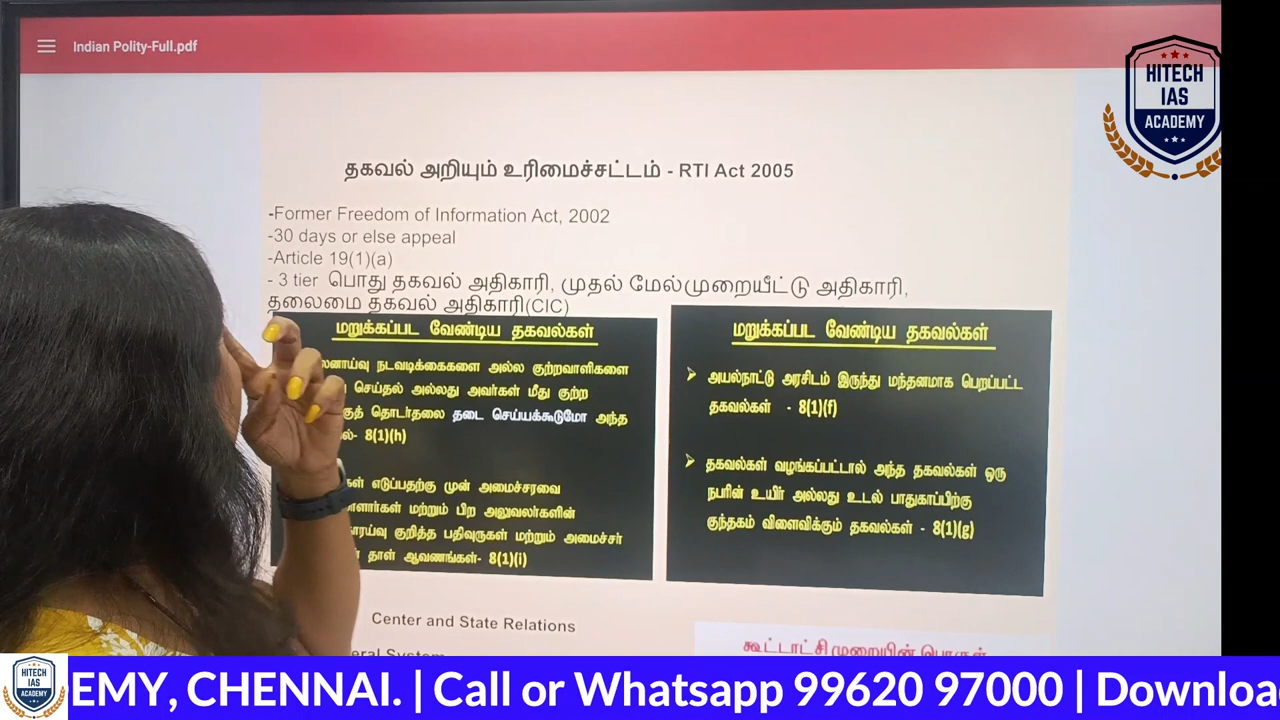 Indian Polity-Full.pdf
HITECH
IAS
ACADEMY
தகவல் அறியும் உரிமைச்சட்டம் - RTI Act 2005
-Former Freedom of Information Act, 2002
-30 days or else appeal
-Article 19(1)(a)
- 3 tier பொது தகவல் அதிகாரி, முதல் மேல்முறையீட்டு அதிகாரி,
தலைமை தகவல் அதிகாரி(CIC)
மறுக்கப்பட வேண்டிய தகவல்கள்
நடவடிக்கைகளை அல்ல குற்றவாளிகளை
செய்தல் அல்லது அவர்கள் மீது குற்ற
தொடர்தலை தடை செய்யக்கூடுமோ அந்த
8(1)(h)
எடுப்பதற்கு முன் அமைச்சரவை
மற்றும் பிற அலுவலர்களின்
குறித்த பதிவுருகள் மற்றும் அமைச்சர்
தாள் ஆவணங்கள்- 8(1)(i)
மறுக்கப்பட வேண்டிய தகவல்கள்
அயல்நாட்டு அரசிடம் இருந்து மந்தனமாக பெறப்பட்ட
தகவல்கள் - 8(1)(f)
தகவல்கள் வழங்கப்பட்டால் அந்த தகவல்கள் ஒரு
நபரின் உயிர் அல்லது உடல் பாதுகாப்பிற்கு
குந்தகம் விளைவிக்கும் தகவல்கள் - 8(1)(g)
Center and State Relations
கூட்டாட்சி முறையின் பொருள்
HITECH
IAS
ACADEMY
EMY, CHENNAI. | Call or Whatsapp 99620 97000 | Downloa